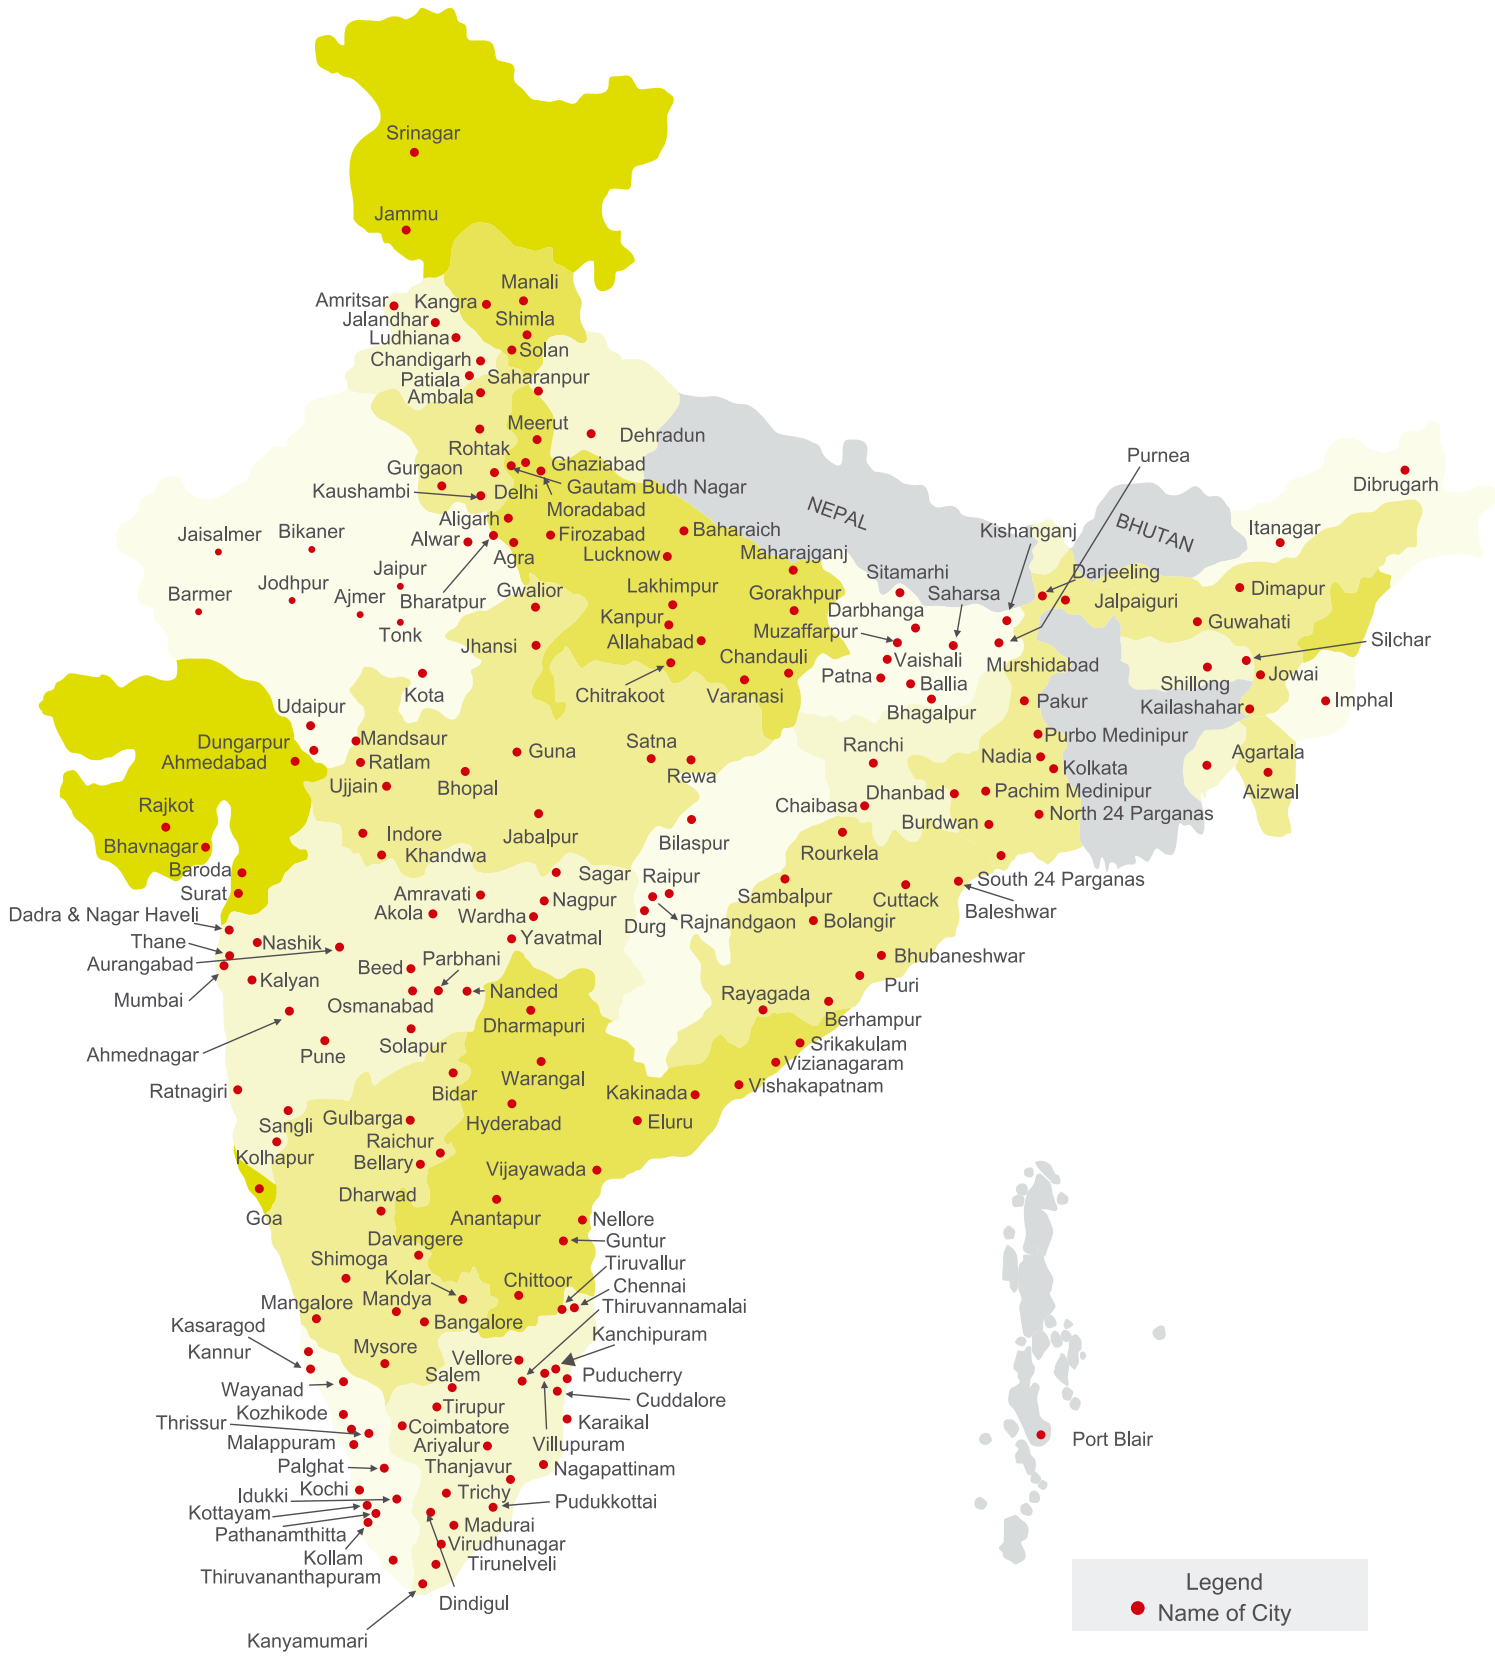 Srinagar
Jammu
Manali
Amritsar
Kangra
Jalandhar
Shimla
Ludhiana
Solan
Chandigarh
Patiala
Saharanpur
Ambala
Meerut
Dehradun
Rohtak
Purnea
Ghaziabad
Gurgaon
Gautam Budh Nagar
Kaushambi
Delhi
Moradabad
Dibrugarh
NEPAL
BHUTAN
Aligarh
Kishanganj
Itanagar
Jaisalmer
Bikaner
Alwar
Firozabad
Baharaich
Agra
Lucknow
Maharajganj
Jaipur
Sitamarhi
Darjeeling
Jodhpur
Lakhimpur
Gorakhpur
Saharsa
Dimapur
Barmer
Ajmer
Bharatpur
Gwalior
Darbhanga
Jalpaiguri
Kanpur
Guwahati
Tonk
Allahabad
Muzaffarpur
Silchar
Jhansi
Chandauli
Vaishali
Murshidabad
Kota
Chitrakoot
Varanasi
Patna
Ballia
Shillong
Jowai
Bhagalpur
Pakur
Kailashahar
Imphal
Udaipur
Dungarpur
Mandsaur
Satna
Ranchi
Purbo Medinipur
Ahmedabad
Ratlam
Guna
Nadia
Agartala
Rewa
Kolkata
Ujjain
Bhopal
Dhanbad
Pachim Medinipur
Aizwal
Rajkot
Chaibasa
North 24 Parganas
Indore
Jabalpur
Bilaspur
Burdwan
Bhavnagar
Khandwa
Rourkela
Baroda
Sagar
Raipur
South 24 Parganas
Surat
Amravati
Nagpur
Sambalpur
Cuttack
Dadra & Nagar Haveli
Akola
Wardha
Durg
Rajnandgaon
Bolangir
Baleshwar
Thane
Nashik
Yavatmal
Aurangabad
Beed
Parbhani
Bhubaneshwar
Mumbai
Kalyan
Osmanabad
Nanded
Rayagada
Puri
Dharmapuri
Berhampur
Ahmednagar
Pune
Solapur
Srikakulam
Vizianagaram
Warangal
Ratnagiri
Bidar
Kakinada
Vishakapatnam
Sangli
Gulbarga
Hyderabad
Eluru
Raichur
Kolhapur
Bellary
Vijayawada
Dharwad
Goa
Anantapur
Nellore
Davangere
Guntur
Shimoga
Tiruvallur
Kolar
Chittoor
Chennai
Mangalore
Mandya
Thiruvannamalai
Kasaragod
Bangalore
Kanchipuram
Kannur
Mysore
Vellore
Salem
Puducherry
Wayanad
Cuddalore
Kozhikode
Tirupur
Thrissur
Coimbatore
Karaikal
Malappuram
Ariyalur
Villupuram
Port Blair
Palghat
Thanjavur
Nagapattinam
Kochi
Idukki
Trichy
Pudukkottai
Kottayam
Pathanamthitta
Madurai
Virudhunagar
Kollam
Tirunelveli
Thiruvananthapuram
Dindigul
Kanyamumari
Legend
Name of City